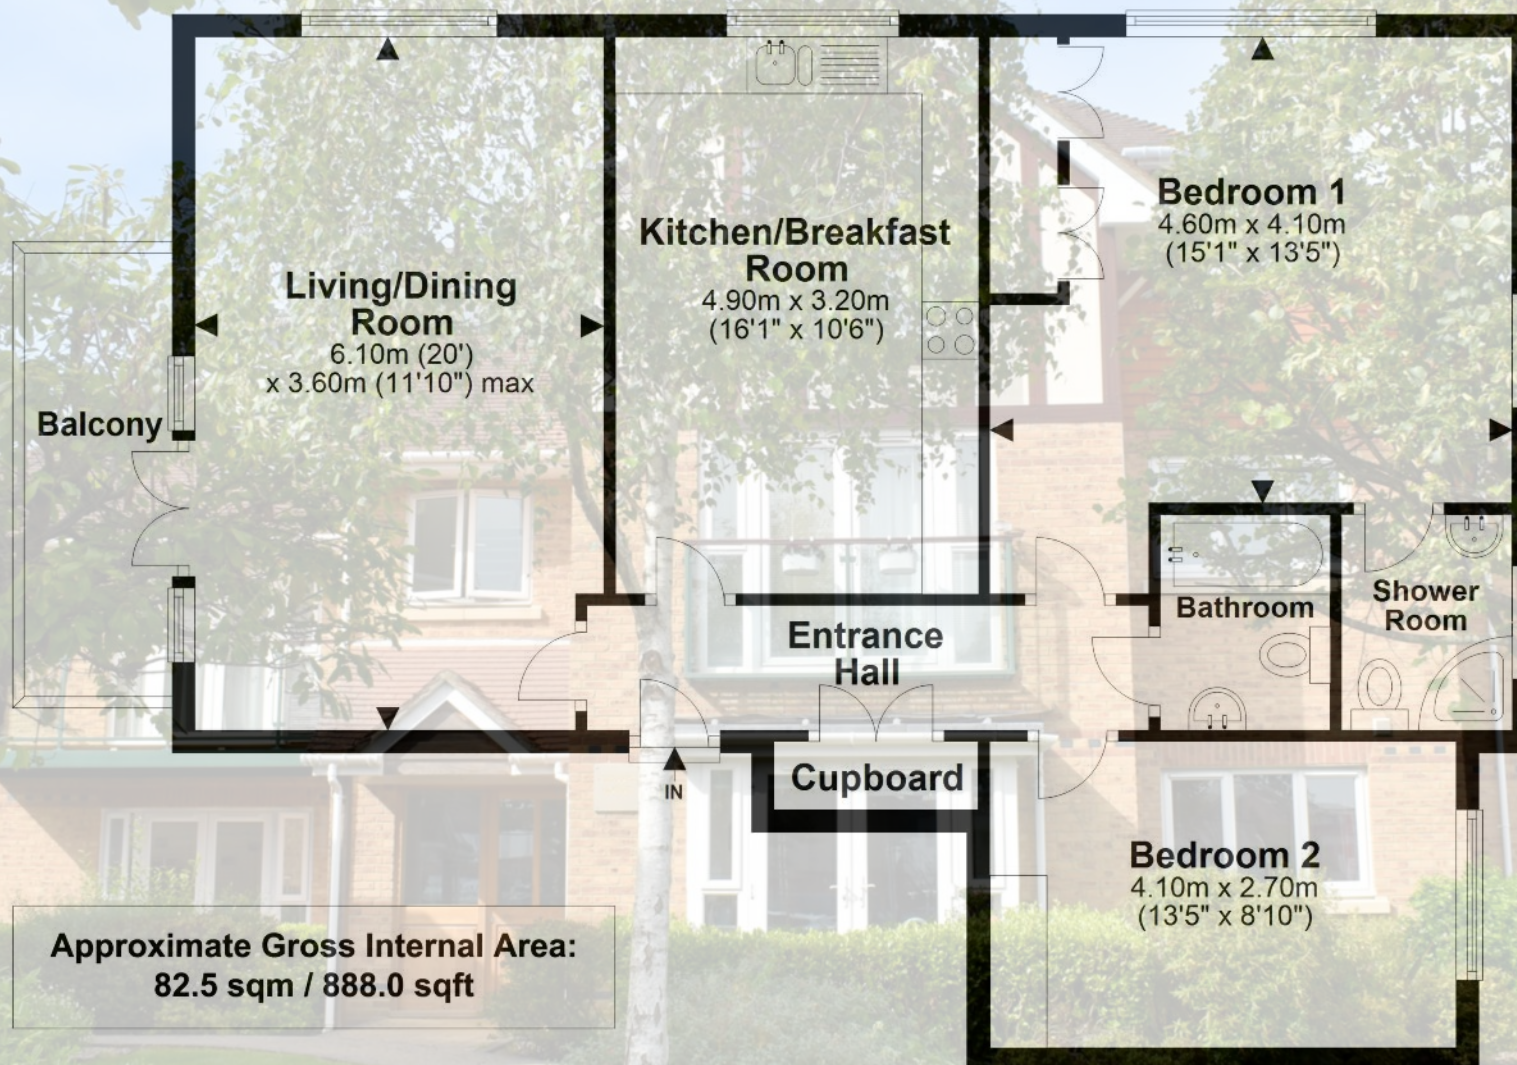 Living/Dining
Room
6.10m (20')
x 3.60m (11'10") max
Kitchen/Breakfast
Room
4.90m x 3.20m
(16'1" x 10'6")
Bedroom 1
4.60m x 4.10m
(15'1" x 13'5")
Balcony
Bathroom
Shower
Room
Entrance
Hall
Cupboard
IN
Bedroom 2
4.10m x 2.70m
(13'5" x 8'10")
Approximate Gross Internal Area:
82.5 sqm / 888.0 sqft